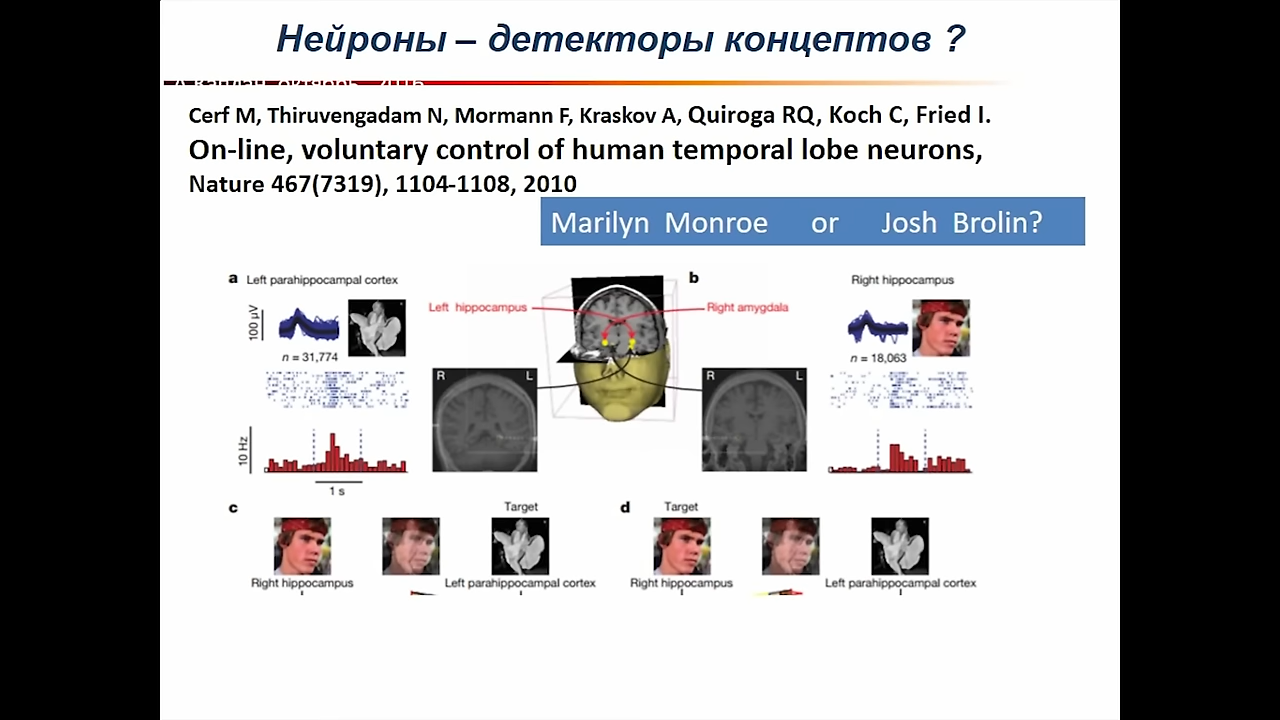 Нейроны – детекторы концептов ?
Cerf M, Thiruvengadam N, Mormann F, Kraskov A, Quiroga RQ, Koch C, Fried I.
On-line, voluntary control of human temporal lobe neurons,
Nature 467(7319), 1104-1108, 2010
Marilyn Monroe or Josh Brolin?
a Left parahippocampal cortex
b Right hippocampus
Left hippocampus
Right amygdala
100 µV
n = 31,774
n = 18,063
R L
R L
10 Hz
1 s
c Target
d Target
Right hippocampus Left parahippocampal cortex
Right hippocampus Left parahippocampal cortex